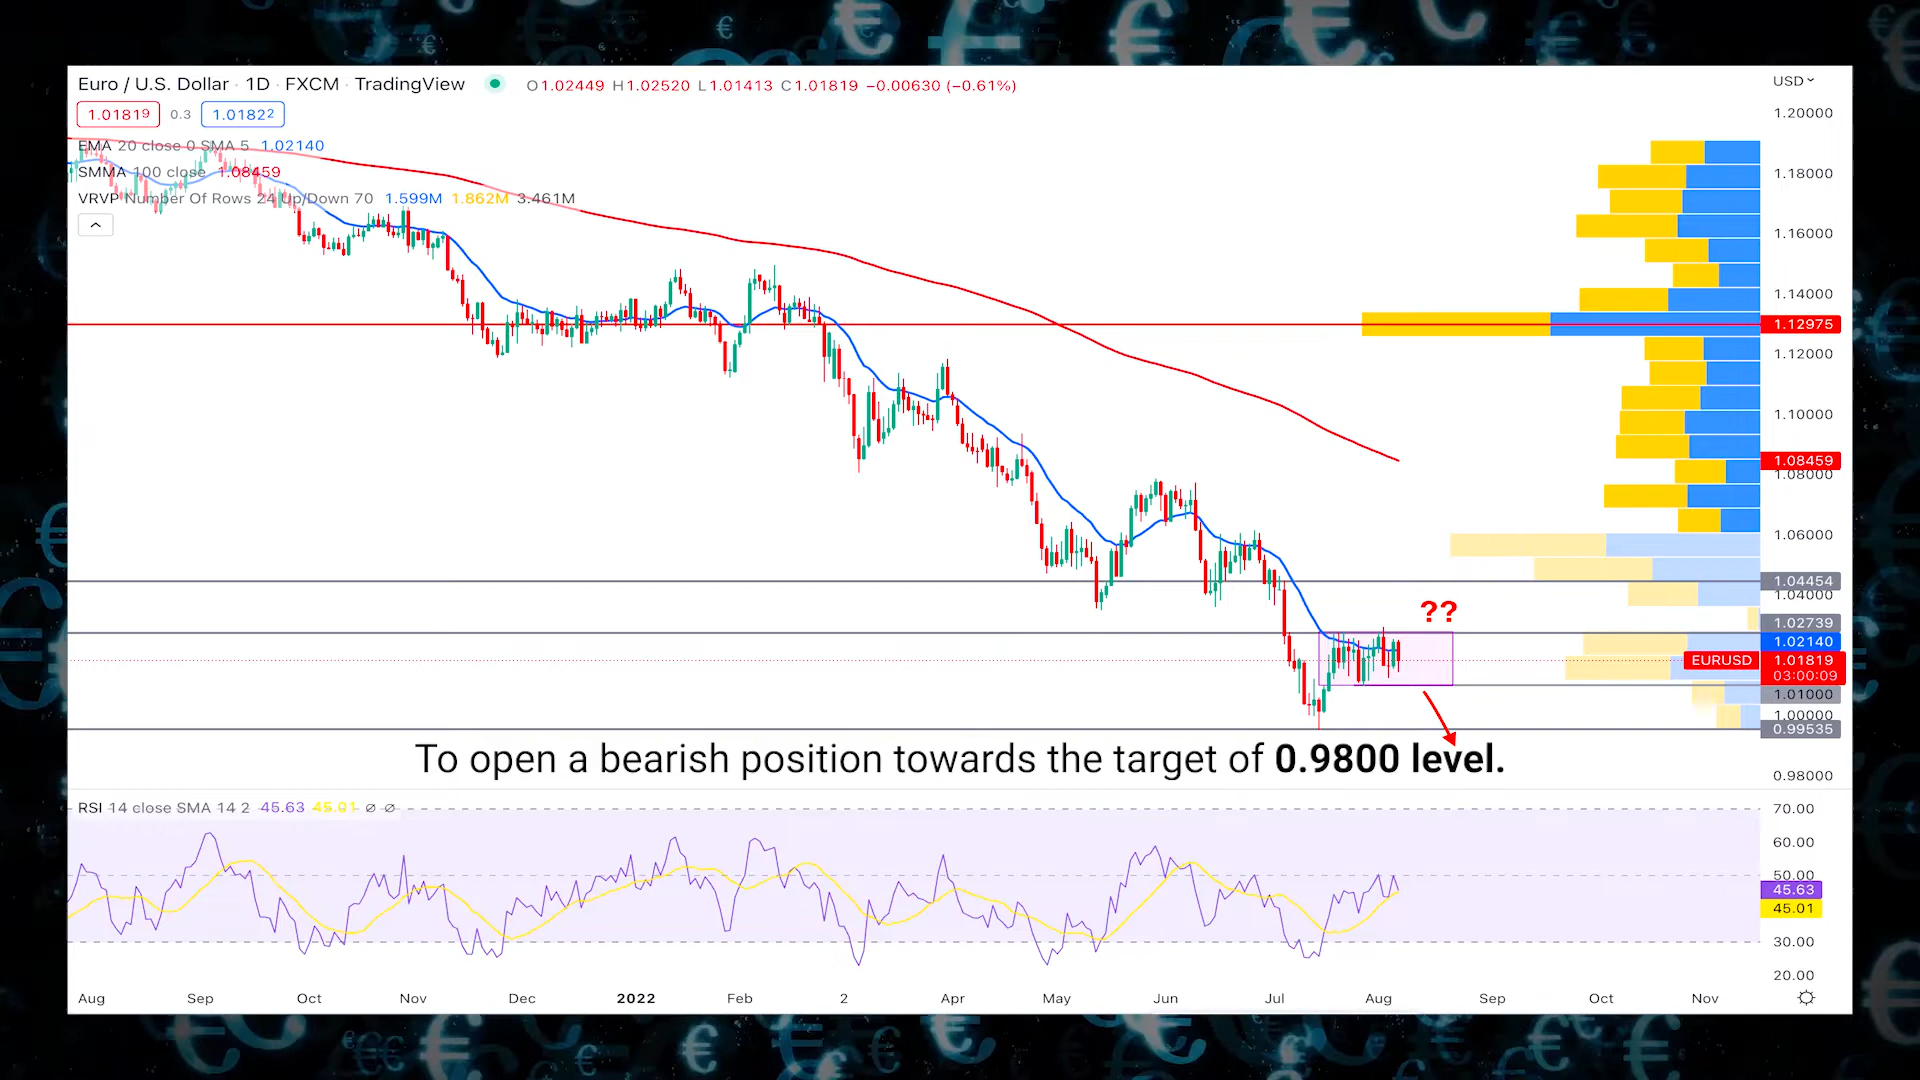 Euro / U.S. Dollar · 1D · FXCM · TradingView O1.02449 H1.02520 L1.01413 C1.01819 −0.00630 (−0.61%)
USD
1.01819 0.3 1.01822
EMA 20 close 0 SMA 5 1.02140
SMMA 100 close 1.08459
VRVP Number Of Rows 24 Up/Down 70 1.599M 1.862M 3.461M
1.20000
1.18000
1.16000
1.14000
1.12975
1.12000
1.10000
1.08459
1.08000
1.06000
1.04454
1.04000
??
1.02739
1.02140
EURUSD 1.01819
03:00:09
1.01000
1.00000
0.99535
To open a bearish position towards the target of 0.9800 level.
0.98000
RSI 14 close SMA 14 2 45.63 45.01 ∅ ∅
70.00
60.00
50.00
45.63
45.01
30.00
20.00
Aug Sep Oct Nov Dec 2022 Feb 2 Apr May Jun Jul Aug Sep Oct Nov